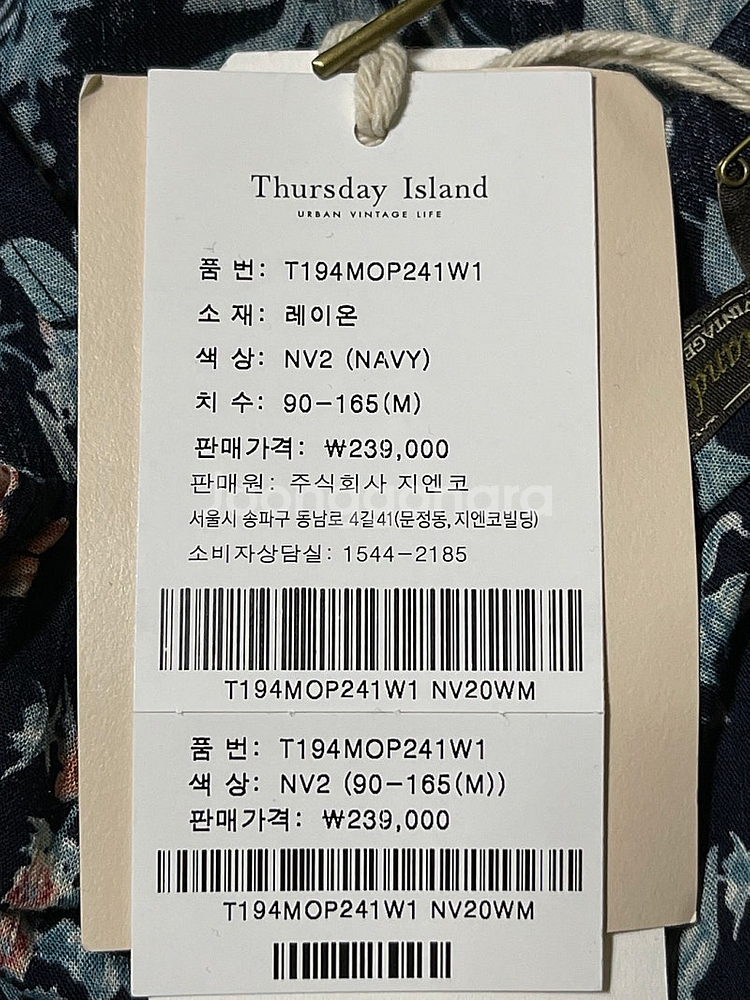 Thursday Island
URBAN VINTAGE LIFE
품 번: T194MOP241W1
소 재: 레이온
색 상: NV2 (NAVY)
치 수: 90-165(M)
판매가격: ₩239,000
판매원: 주식회사 지엔코
서울시 송파구 동남로 4길41(문정동, 지엔코빌딩)
소비자상담실: 1544-2185
T194MOP241W1 NV20WM
품 번: T194MOP241W1
색 상: NV2 (90-165(M))
판매가격: ₩239,000
T194MOP241W1 NV20WM
VINTAGE